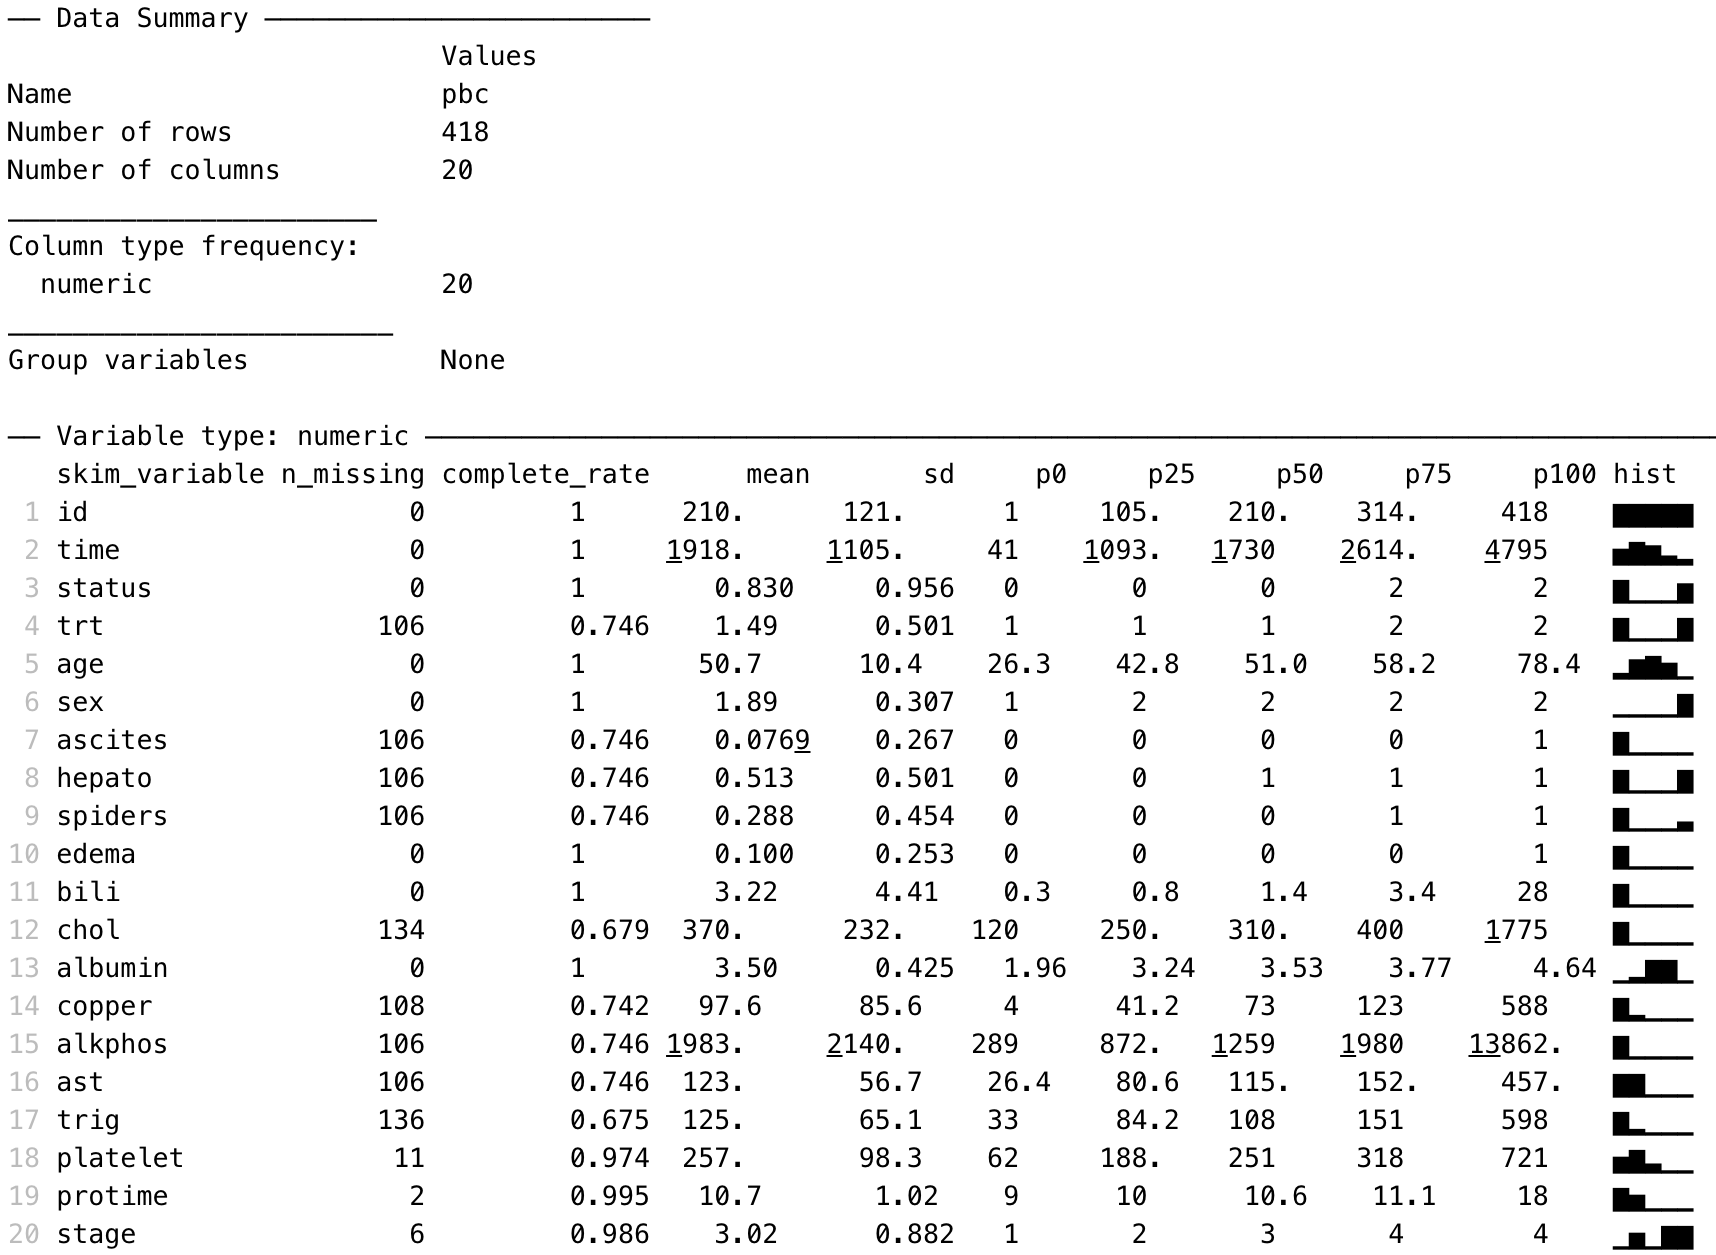 ── Data Summary ────────────────────────
                           Values
Name                       pbc
Number of rows             418
Number of columns          20
_______________________
Column type frequency:
  numeric                  20
________________________
Group variables            None

── Variable type: numeric ────────────────────────────────────────────────────────────────────────────────
   skim_variable n_missing complete_rate      mean       sd     p0     p25     p50     p75     p100 hist
 1 id                    0         1      210.      121.      1     105.    210.    314.     418    █████
 2 time                  0         1     1918.     1105.     41    1093.   1730    2614.    4795    ▅▇▆▃▂
 3 status                0         1        0.830     0.956   0       0       0       2        2    ▇▁▁▁▆
 4 trt                 106         0.746    1.49      0.501   1       1       1       2        2    ▇▁▁▁▇
 5 age                   0         1       50.7      10.4    26.3    42.8    51.0    58.2     78.4  ▂▆▇▅▁
 6 sex                   0         1        1.89      0.307   1       2       2       2        2    ▁▁▁▁▇
 7 ascites             106         0.746    0.0769    0.267   0       0       0       0        1    ▇▁▁▁▁
 8 hepato              106         0.746    0.513     0.501   0       0       1       1        1    ▇▁▁▁▇
 9 spiders             106         0.746    0.288     0.454   0       0       0       1        1    ▇▁▁▁▃
10 edema                 0         1        0.100     0.253   0       0       0       0        1    ▇▁▁▁▁
11 bili                  0         1        3.22      4.41    0.3     0.8     1.4     3.4     28    ▇▁▁▁▁
12 chol                134         0.679  370.      232.    120     250.    310.    400     1775    ▇▁▁▁▁
13 albumin               0         1        3.50      0.425   1.96    3.24    3.53    3.77     4.64 ▁▂▇▇▁
14 copper              108         0.742   97.6      85.6     4      41.2    73     123      588    ▇▂▁▁▁
15 alkphos             106         0.746 1983.     2140.    289     872.   1259    1980    13862.   ▇▁▁▁▁
16 ast                 106         0.746  123.       56.7    26.4    80.6   115.    152.     457.   ▇▇▁▁▁
17 trig                136         0.675  125.       65.1    33      84.2   108     151      598    ▇▂▁▁▁
18 platelet             11         0.974  257.       98.3    62     188.    251     318      721    ▅▇▃▁▁
19 protime               2         0.995   10.7       1.02    9      10      10.6    11.1     18    ▇▅▁▁▁
20 stage                 6         0.986    3.02      0.882   1       2       3       4        4    ▁▅▁▇▇